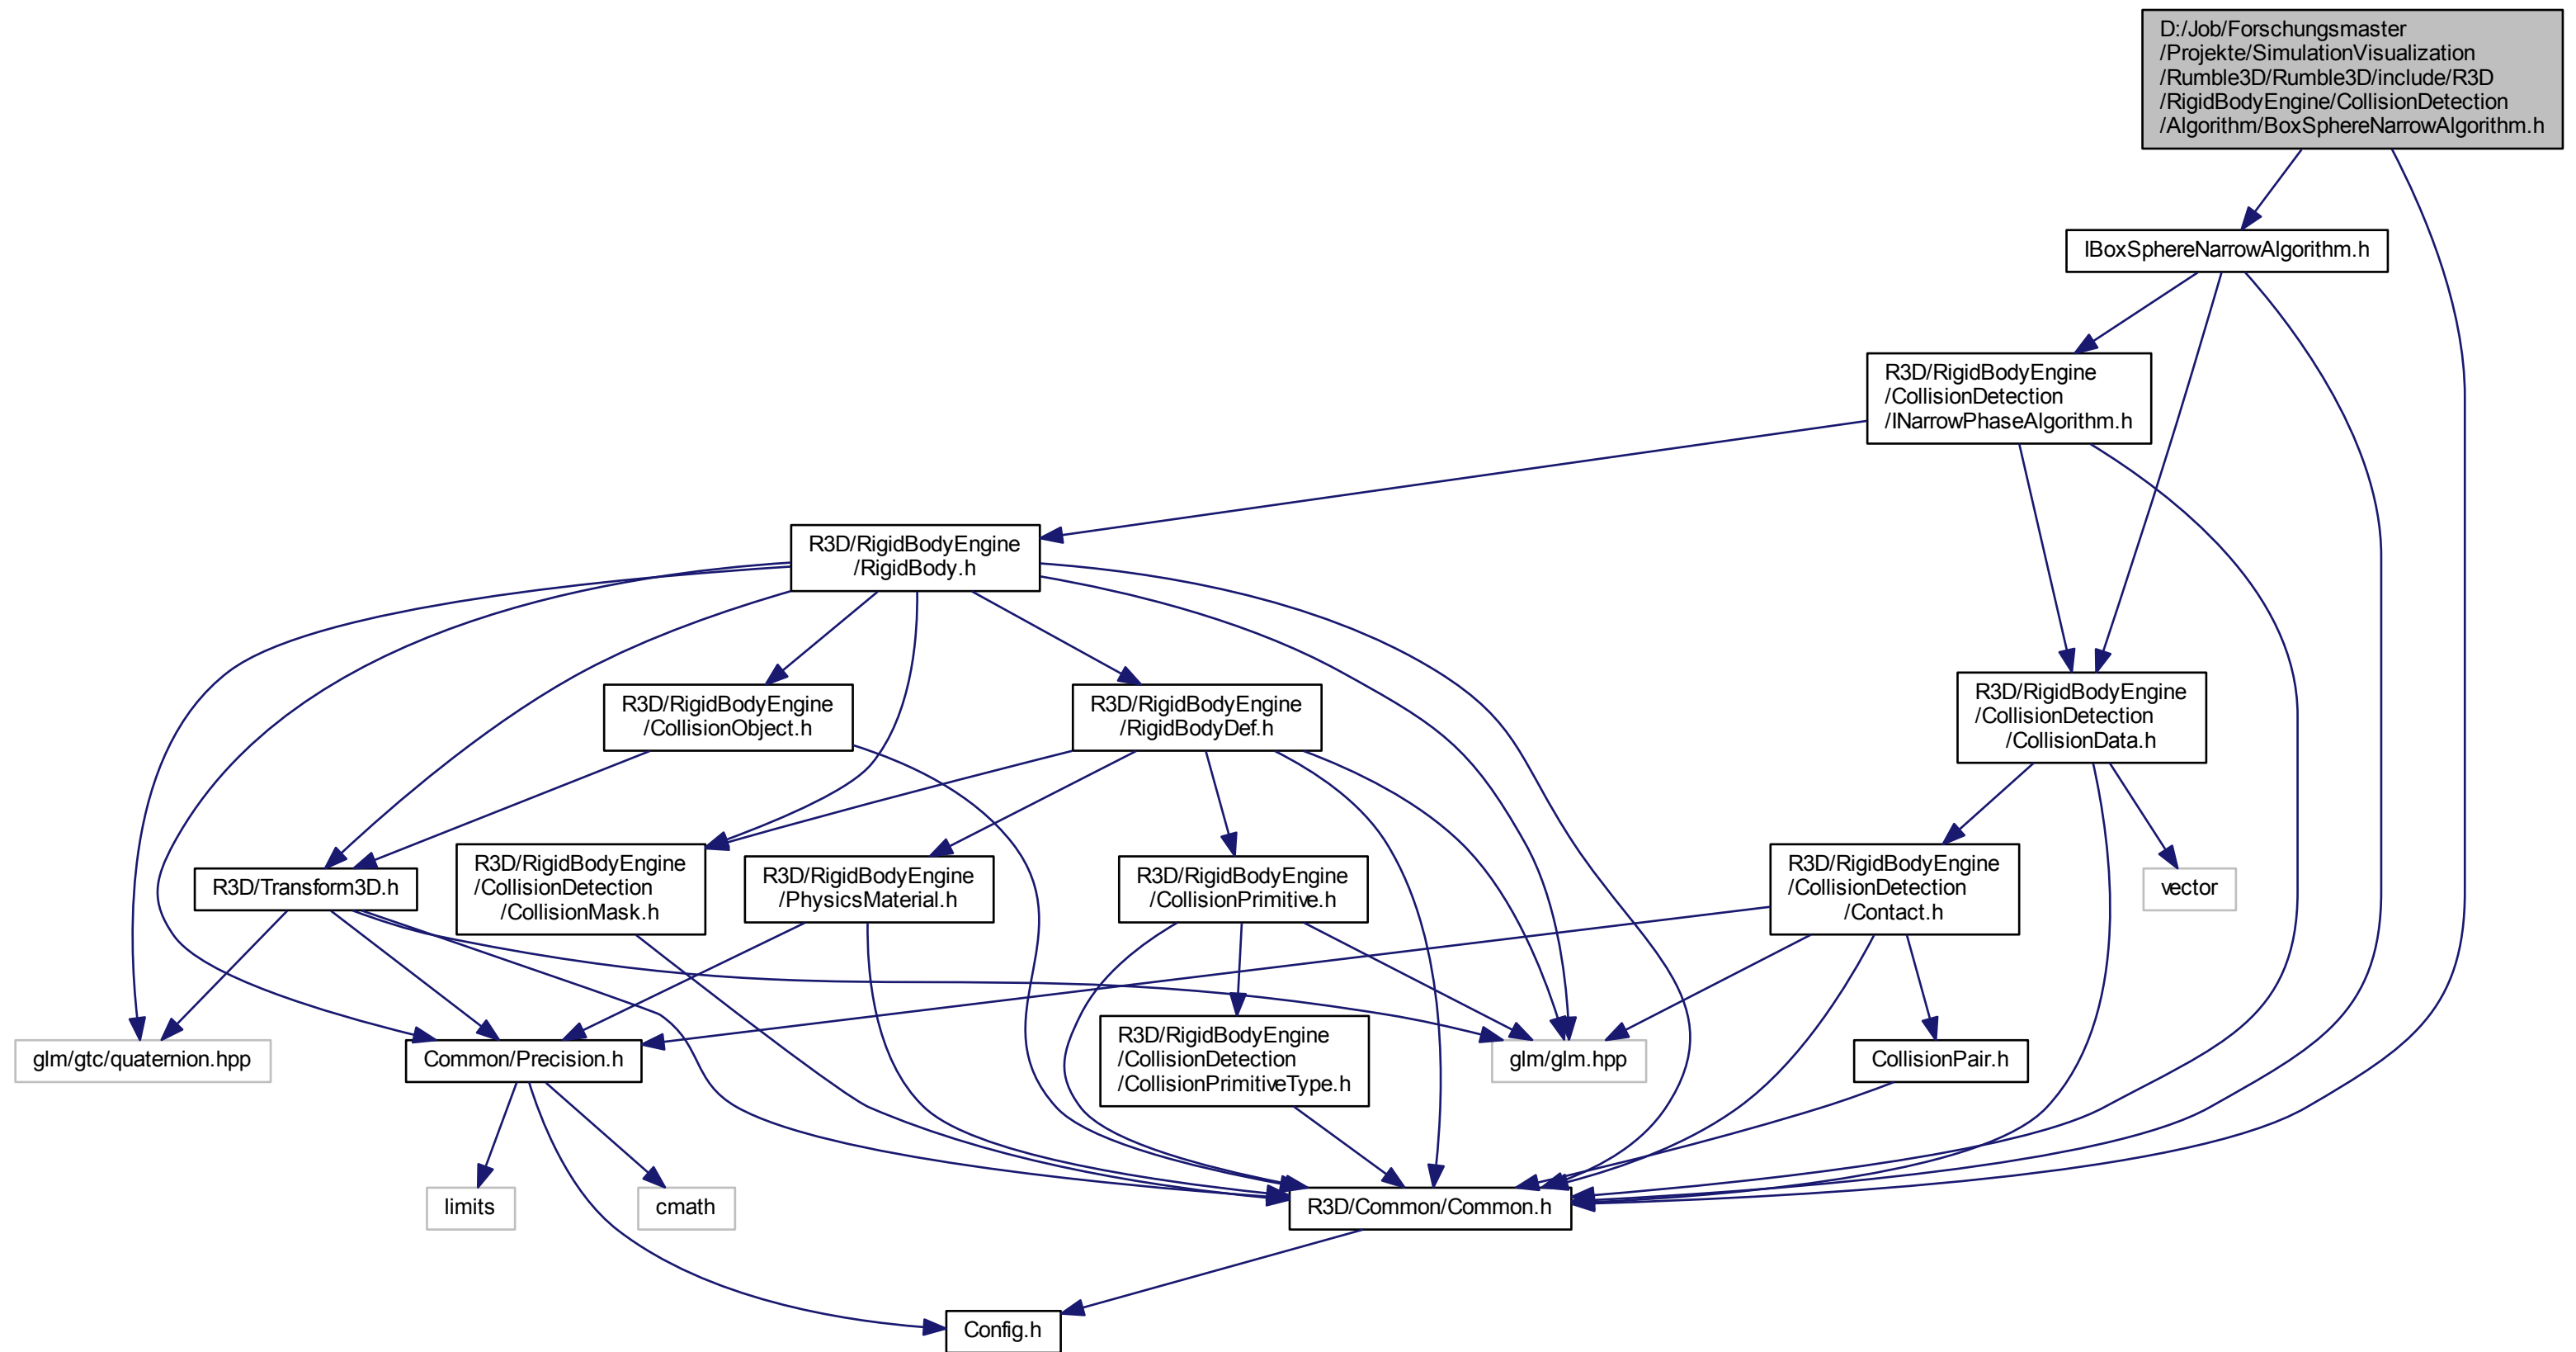 D:/Job/Forschungsmaster
/Projekte/SimulationVisualization
/Rumble3D/Rumble3D/include/R3D
/RigidBodyEngine/CollisionDetection
/Algorithm/BoxSphereNarrowAlgorithm.h
IBoxSphereNarrowAlgorithm.h
R3D/RigidBodyEngine
/CollisionDetection
/INarrowPhaseAlgorithm.h
R3D/RigidBodyEngine
/RigidBody.h
R3D/RigidBodyEngine
/CollisionObject.h
R3D/RigidBodyEngine
/RigidBodyDef.h
R3D/RigidBodyEngine
/CollisionDetection
/CollisionData.h
R3D/Transform3D.h
R3D/RigidBodyEngine
/CollisionDetection
/CollisionMask.h
R3D/RigidBodyEngine
/PhysicsMaterial.h
R3D/RigidBodyEngine
/CollisionPrimitive.h
R3D/RigidBodyEngine
/CollisionDetection
/Contact.h
vector
glm/gtc/quaternion.hpp
Common/Precision.h
R3D/RigidBodyEngine
/CollisionDetection
/CollisionPrimitiveType.h
glm/glm.hpp
CollisionPair.h
limits
cmath
R3D/Common/Common.h
Config.h